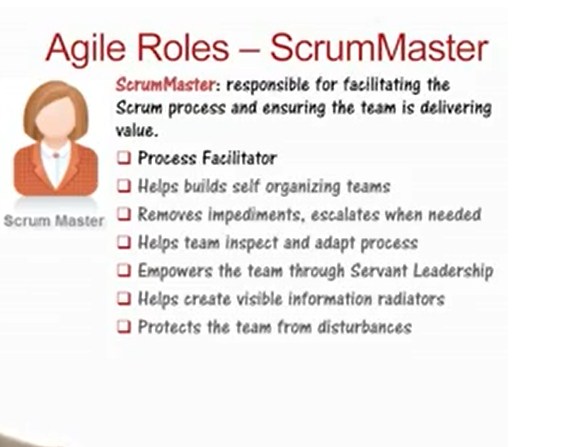 Agile Roles – ScrumMaster
ScrumMaster: responsible for facilitating the
Scrum process and ensuring the team is delivering
value.
❑ Process Facilitator
❑ Helps builds self organizing teams
❑ Removes impediments, escalates when needed
❑ Helps team inspect and adapt process
❑ Empowers the team through Servant Leadership
❑ Helps create visible information radiators
❑ Protects the team from disturbances
Scrum Master